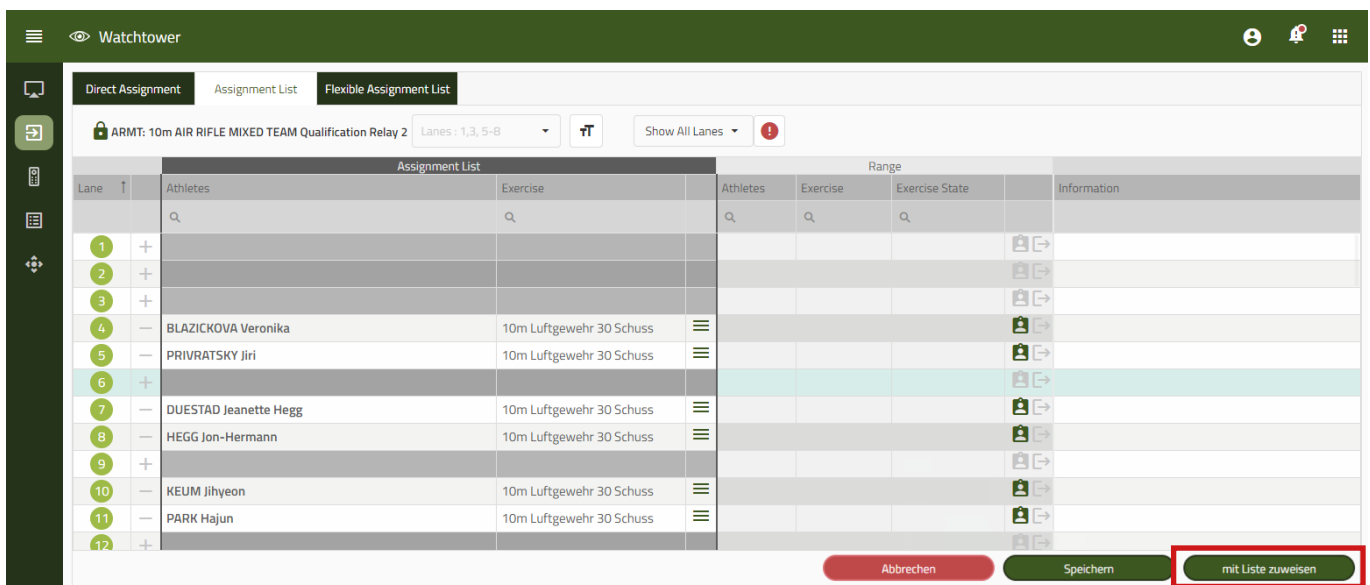 Watchtower
Direct Assignment Assignment List Flexible Assignment List
ARMT: 10m AIR RIFLE MIXED TEAM Qualification Relay 2 Lanes : 1,3, 5-8 TT Show All Lanes !
Assignment List Range
Lane ↑ Athletes Exercise Athletes Exercise Exercise State Information
1 +
2 +
3 +
4 — BLAZICKOVA Veronika 10m Luftgewehr 30 Schuss
5 — PRIVRATSKY Jiri 10m Luftgewehr 30 Schuss
6 +
7 — DUESTAD Jeanette Hegg 10m Luftgewehr 30 Schuss
8 — HEGG Jon-Hermann 10m Luftgewehr 30 Schuss
9 +
10 — KEUM Jihyeon 10m Luftgewehr 30 Schuss
11 — PARK Hajun 10m Luftgewehr 30 Schuss
12 +
Abbrechen Speichern mit Liste zuweisen